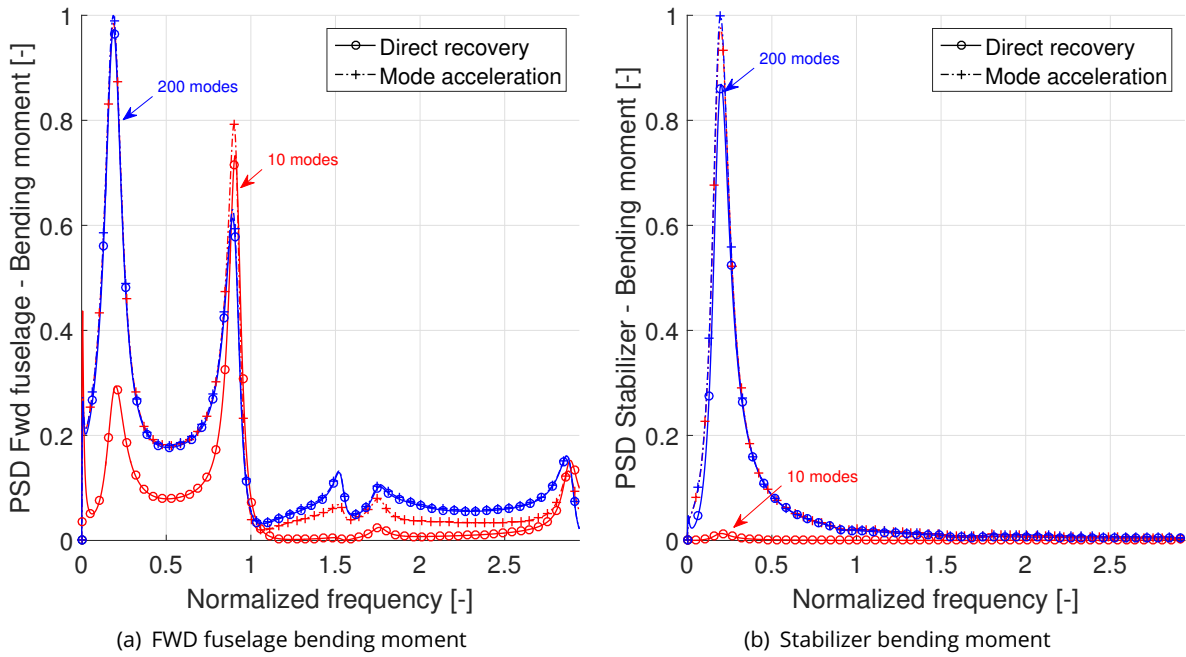 PSD Fwd fuselage - Bending moment [-]
1
0.8
0.6
0.4
0.2
0
0
0.5
1
1.5
2
2.5
Normalized frequency [-]
Direct recovery
Mode acceleration
200 modes
10 modes
(a) FWD fuselage bending moment
PSD Stabilizer - Bending moment [-]
1
0.8
0.6
0.4
0.2
0
0
0.5
1
1.5
2
2.5
Normalized frequency [-]
Direct recovery
Mode acceleration
200 modes
10 modes
(b) Stabilizer bending moment